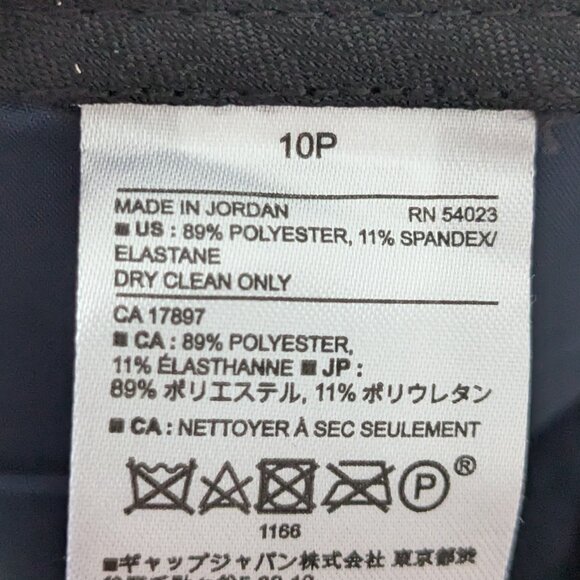 10P
MADE IN JORDAN RN 54023
■ US : 89% POLYESTER, 11% SPANDEX/
ELASTANE
DRY CLEAN ONLY
CA 17897
■ CA : 89% POLYESTER,
11% ÉLASTHANNE ■ JP :
89% ポリエステル, 11% ポリウレタン
■ CA : NETTOYER À SEC SEULEMENT
P ®
1166
■ギャップジャパン株式会社 東京都渋